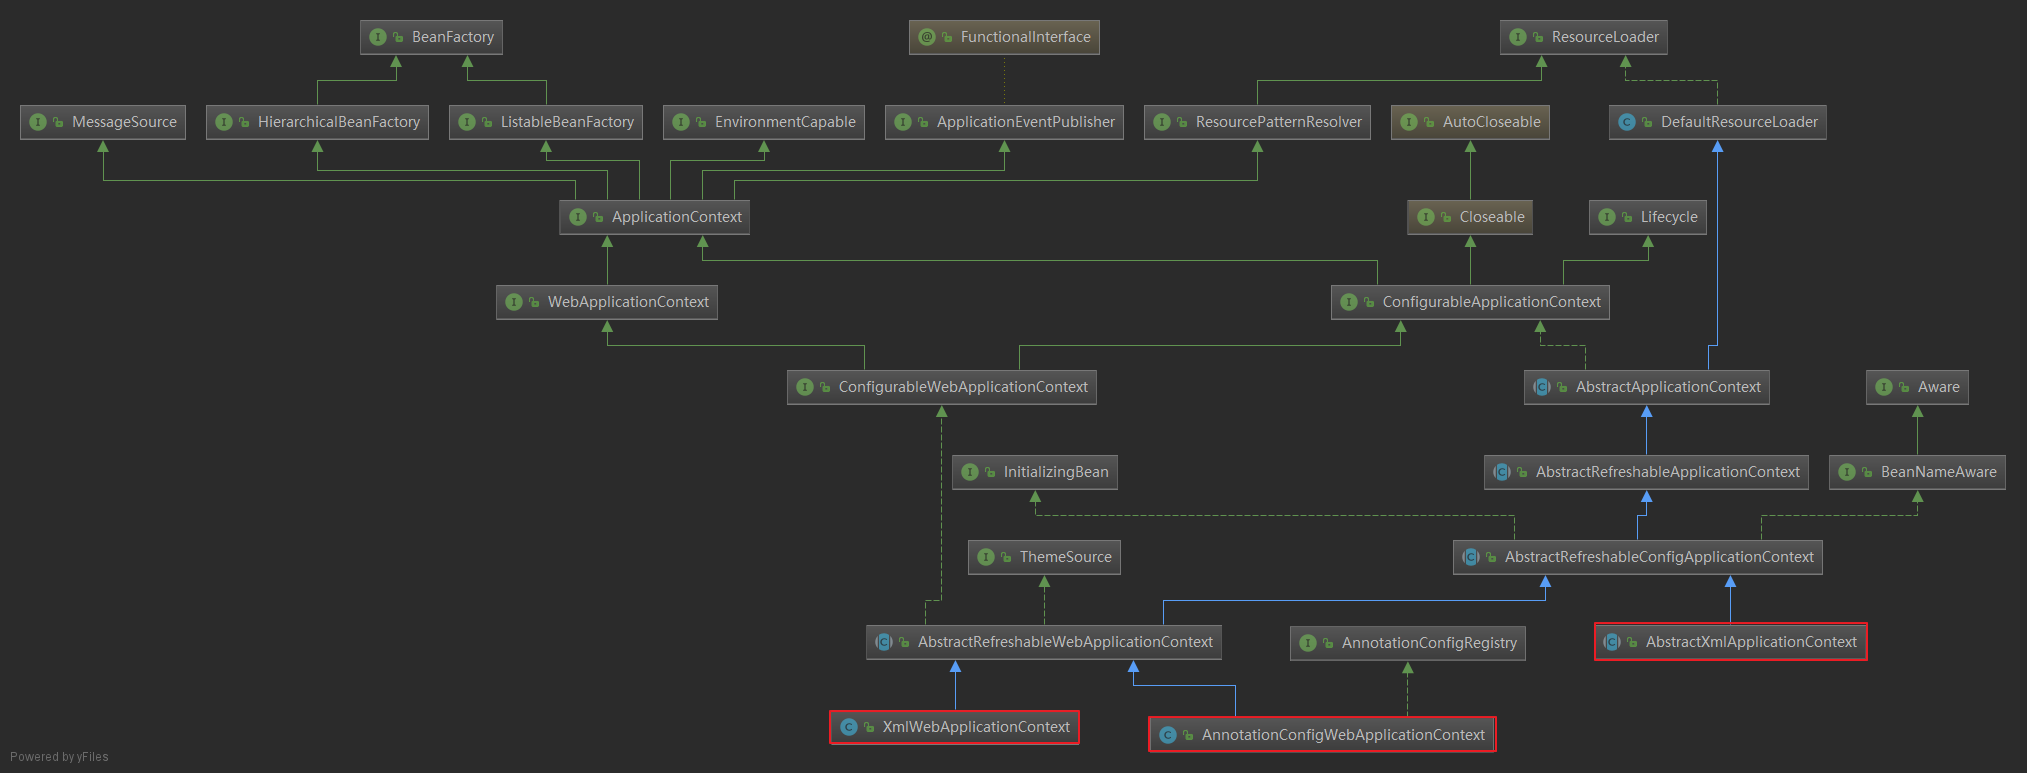 BeanFactory
FunctionalInterface
ResourceLoader
MessageSource
HierarchicalBeanFactory
ListableBeanFactory
EnvironmentCapable
ApplicationEventPublisher
ResourcePatternResolver
AutoCloseable
DefaultResourceLoader
ApplicationContext
Closeable
Lifecycle
WebApplicationContext
ConfigurableApplicationContext
ConfigurableWebApplicationContext
AbstractApplicationContext
Aware
InitializingBean
AbstractRefreshableApplicationContext
BeanNameAware
ThemeSource
AbstractRefreshableConfigApplicationContext
AbstractRefreshableWebApplicationContext
AnnotationConfigRegistry
AbstractXmlApplicationContext
XmlWebApplicationContext
AnnotationConfigWebApplicationContext
Powered by yFiles